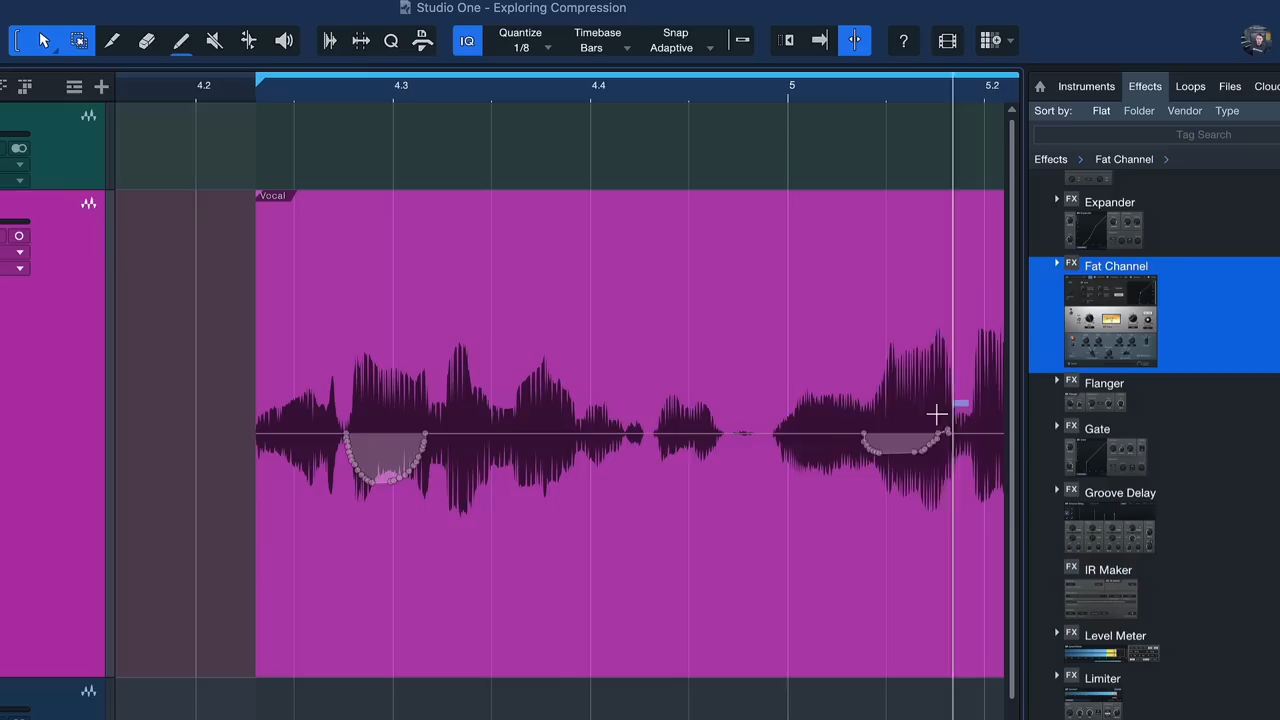 Studio One - Exploring Compression
IQ
Quantize
1/8
Timebase
Bars
Snap
Adaptive
?
4.2
4.3
4.4
5
5.2
Instruments
Effects
Loops
Files
Sort by:
Flat
Folder
Vendor
Type
Tag Search
Effects
Fat Channel
Vocal
FX
Expander
FX
Fat Channel
FX
Flanger
FX
Gate
FX
Groove Delay
FX
IR Maker
FX
Level Meter
FX
Limiter